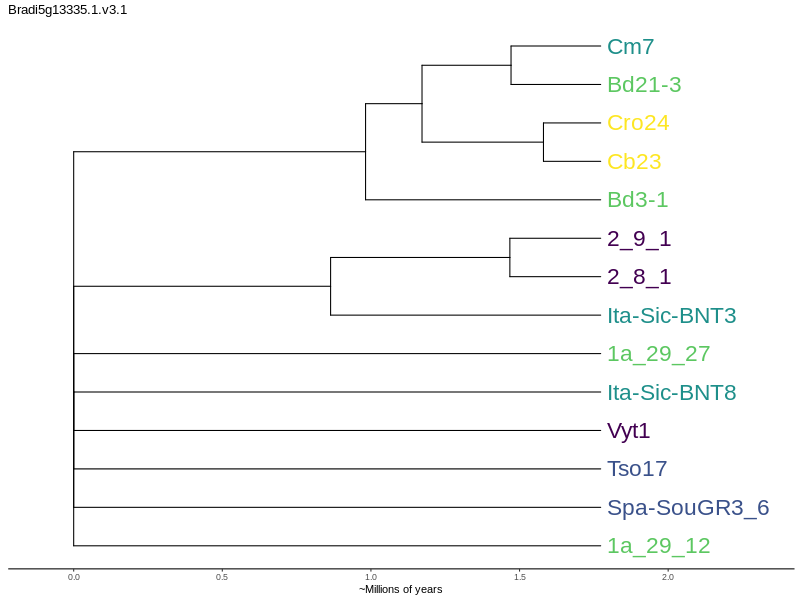 Bradi5g13335.1.v3.1
Cm7
Bd21-3
Cro24
Cb23
Bd3-1
2_9_1
2_8_1
Ita-Sic-BNT3
1a_29_27
Ita-Sic-BNT8
Vyt1
Tso17
Spa-SouGR3_6
1a_29_12
0.0 0.5 1.0 1.5 2.0
~Millions of years